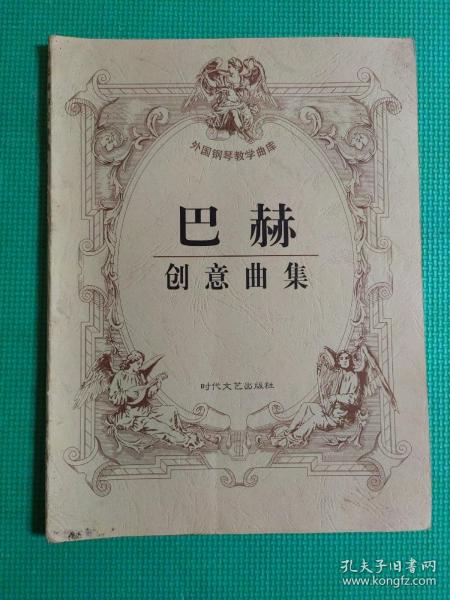 外国钢琴教学曲库
巴赫
创意曲集
时代文艺出版社
孔夫子旧书网
www.kongfz.com